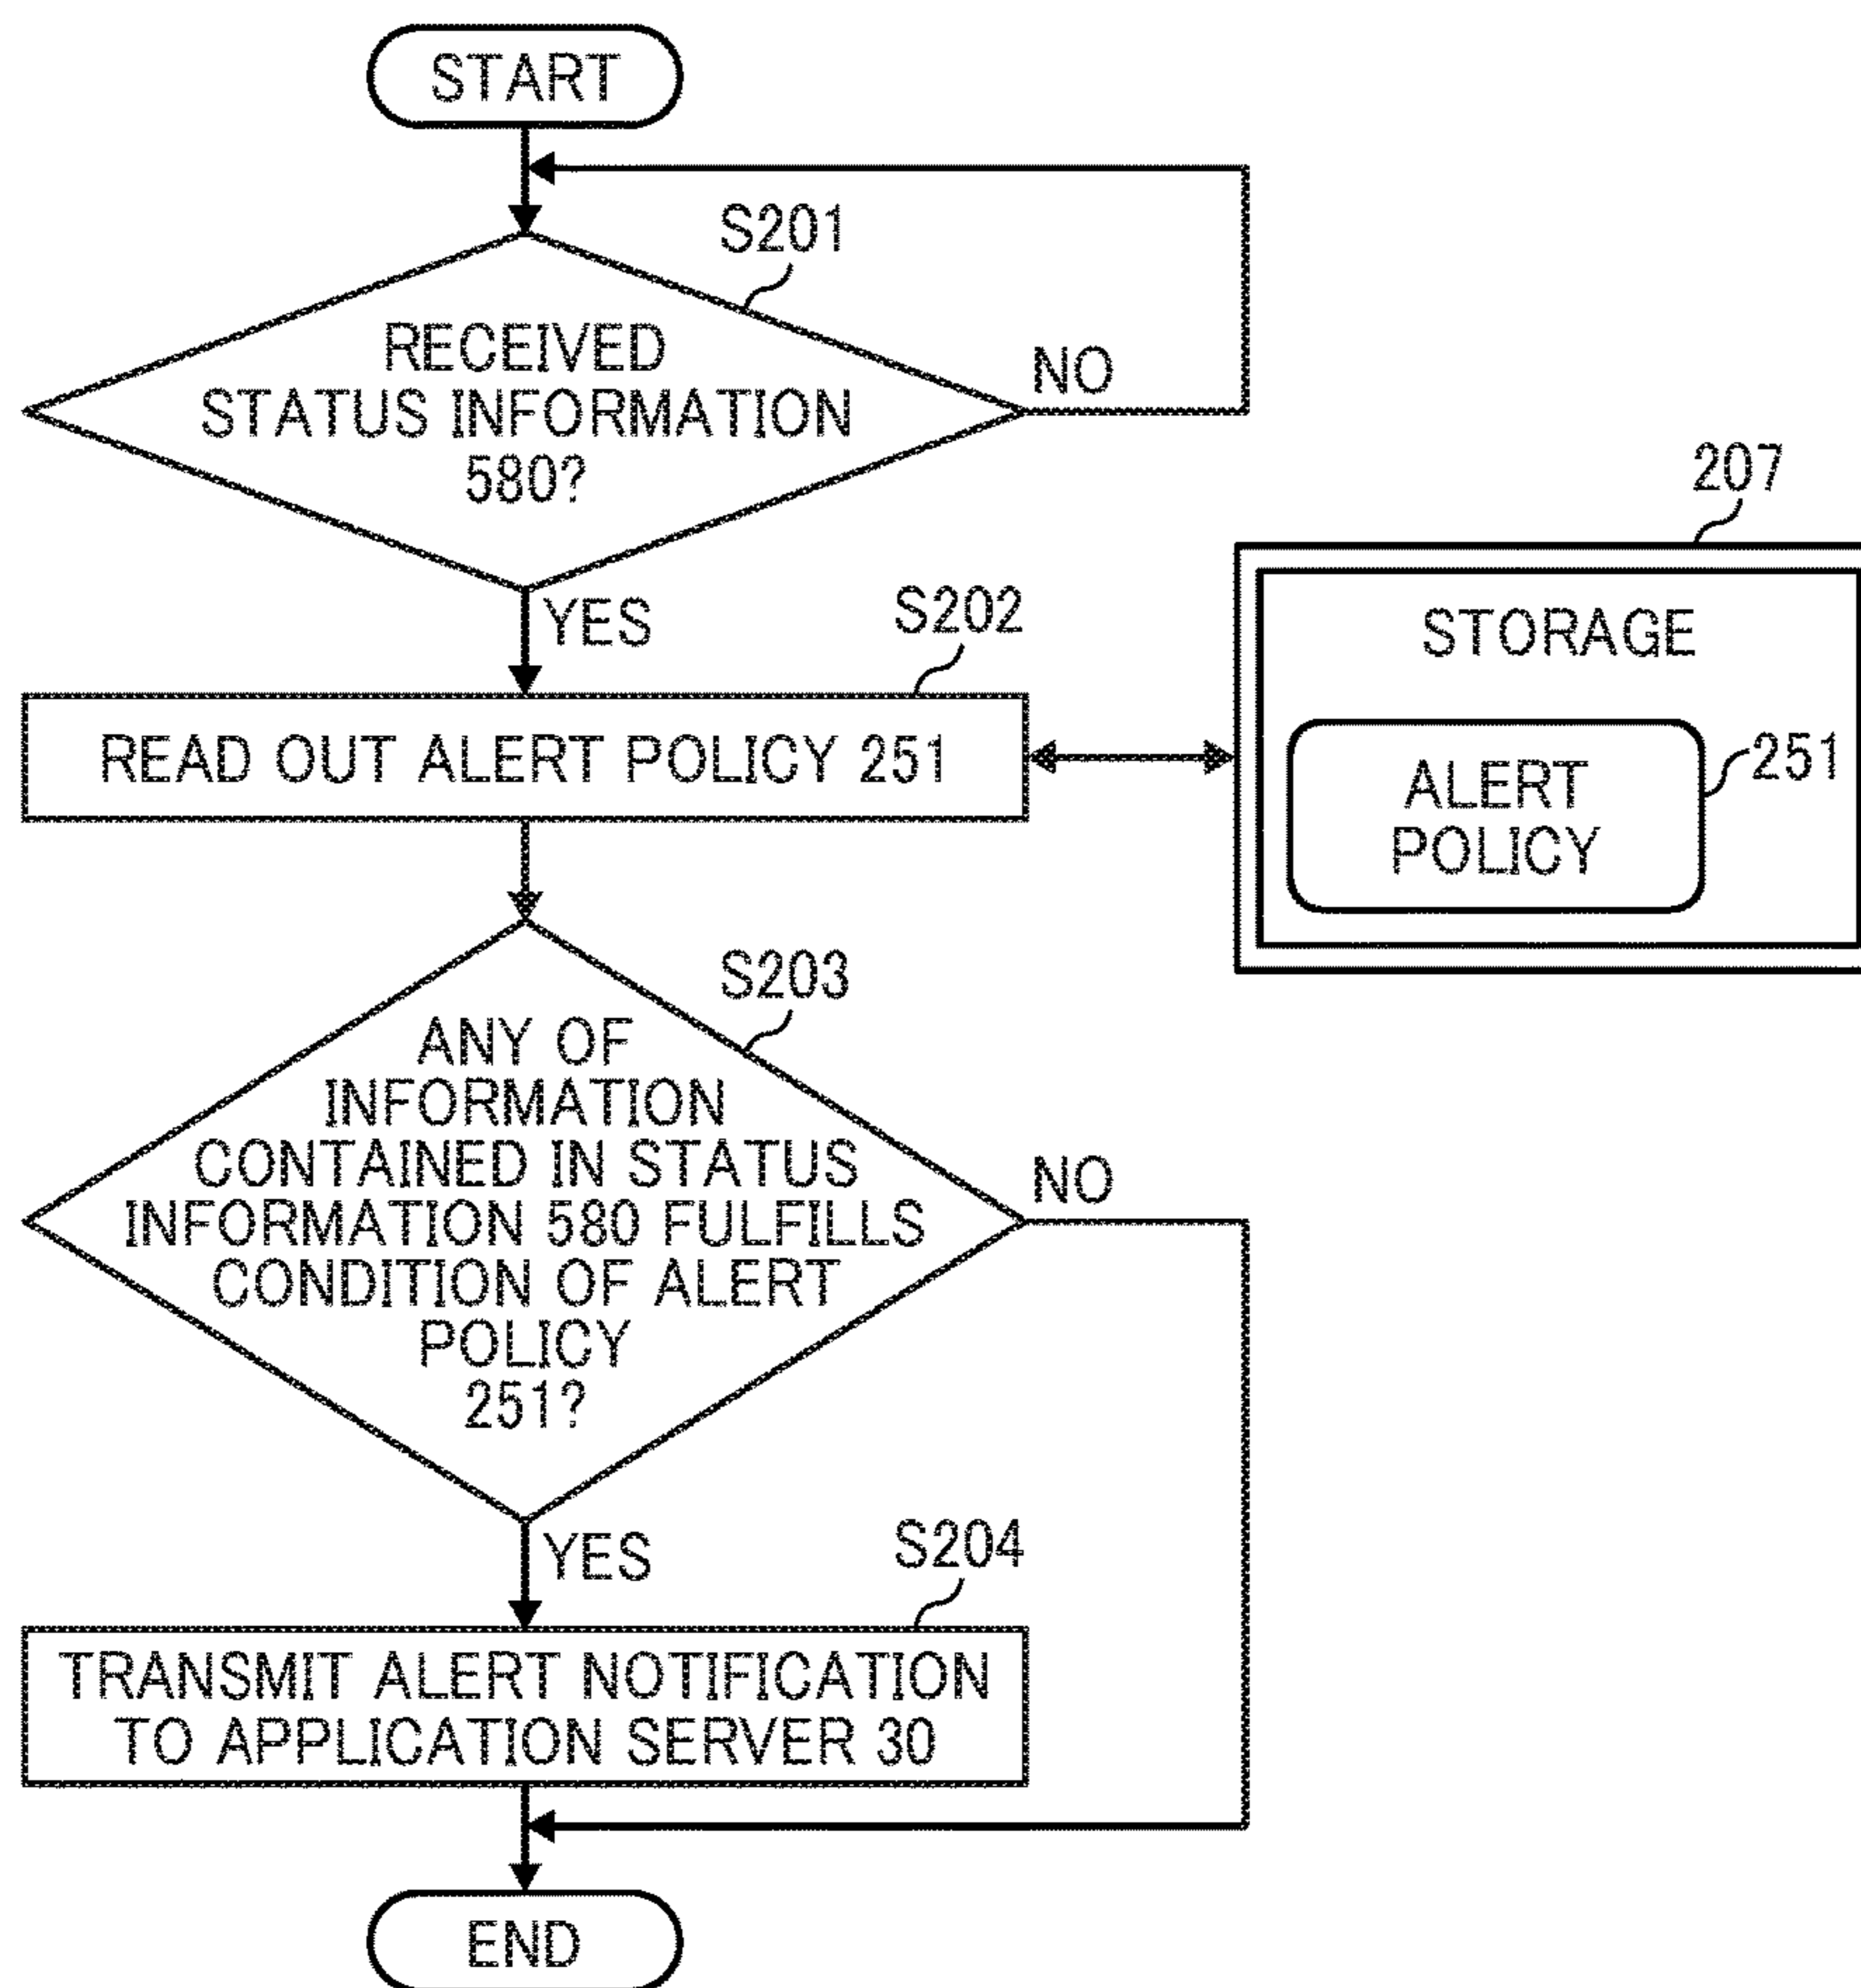 START
S201
RECEIVED
STATUS INFORMATION
580?
NO
YES
S202
READ OUT ALERT POLICY 251
207
STORAGE
ALERT
POLICY
251
S203
ANY OF
INFORMATION
CONTAINED IN STATUS
INFORMATION 580 FULFILLS
CONDITION OF ALERT
POLICY
251?
NO
YES
S204
TRANSMIT ALERT NOTIFICATION
TO APPLICATION SERVER 30
END